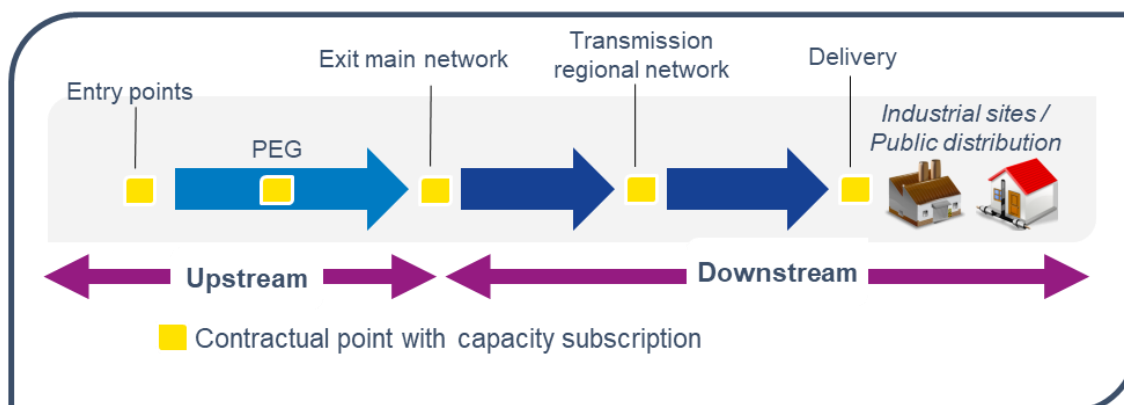 Entry points
Exit main network
Transmission
regional network
Delivery
PEG
Industrial sites /
Public distribution
Upstream
Downstream
Contractual point with capacity subscription